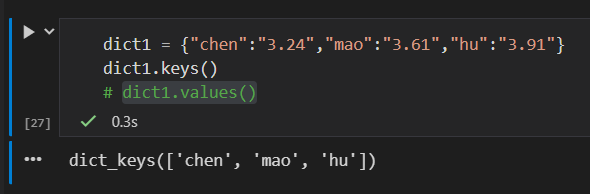 dict1 = {"chen":"3.24","mao":"3.61","hu":"3.91"}
dict1.keys()
# dict1.values()
[27]
0.3s
dict_keys(['chen', 'mao', 'hu'])